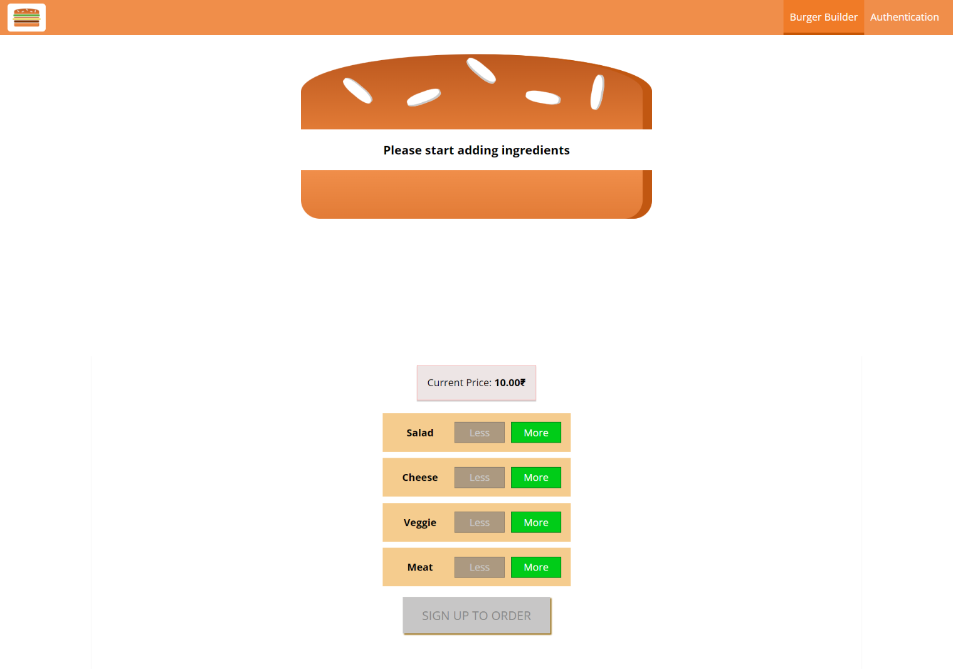 Burger Builder Authentication
Please start adding ingredients
Current Price: 10.00₹
Salad Less More
Cheese Less More
Veggie Less More
Meat Less More
SIGN UP TO ORDER